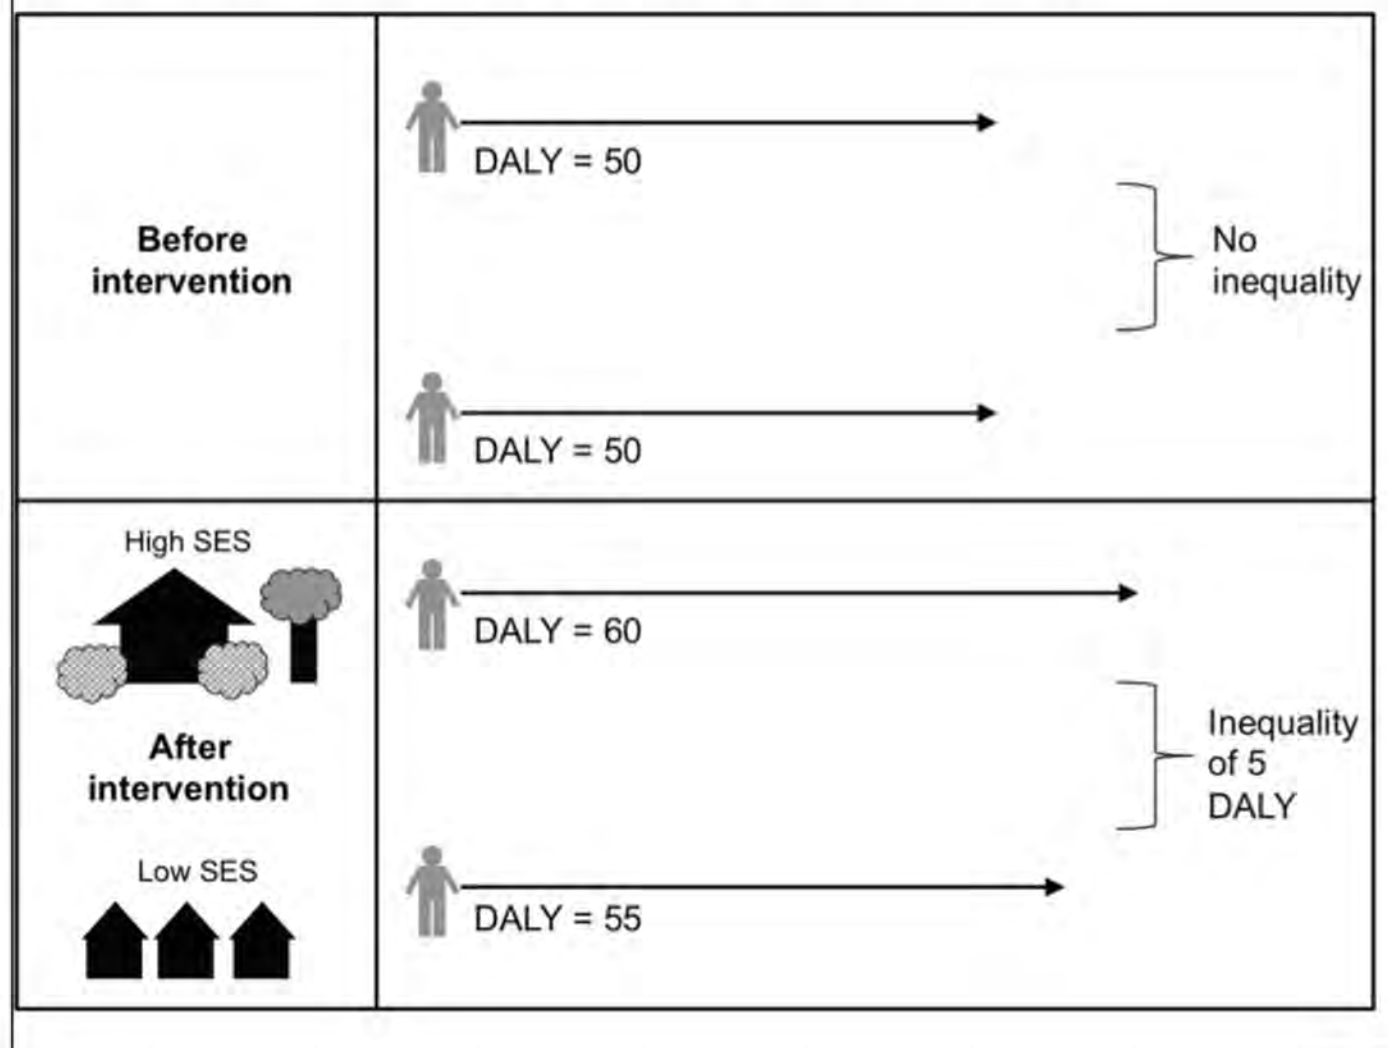 DALY = 50
Before
intervention
No
inequality
DALY = 50
High SES
DALY = 60
After
intervention
Inequality
of 5
DALY
Low SES
DALY = 55